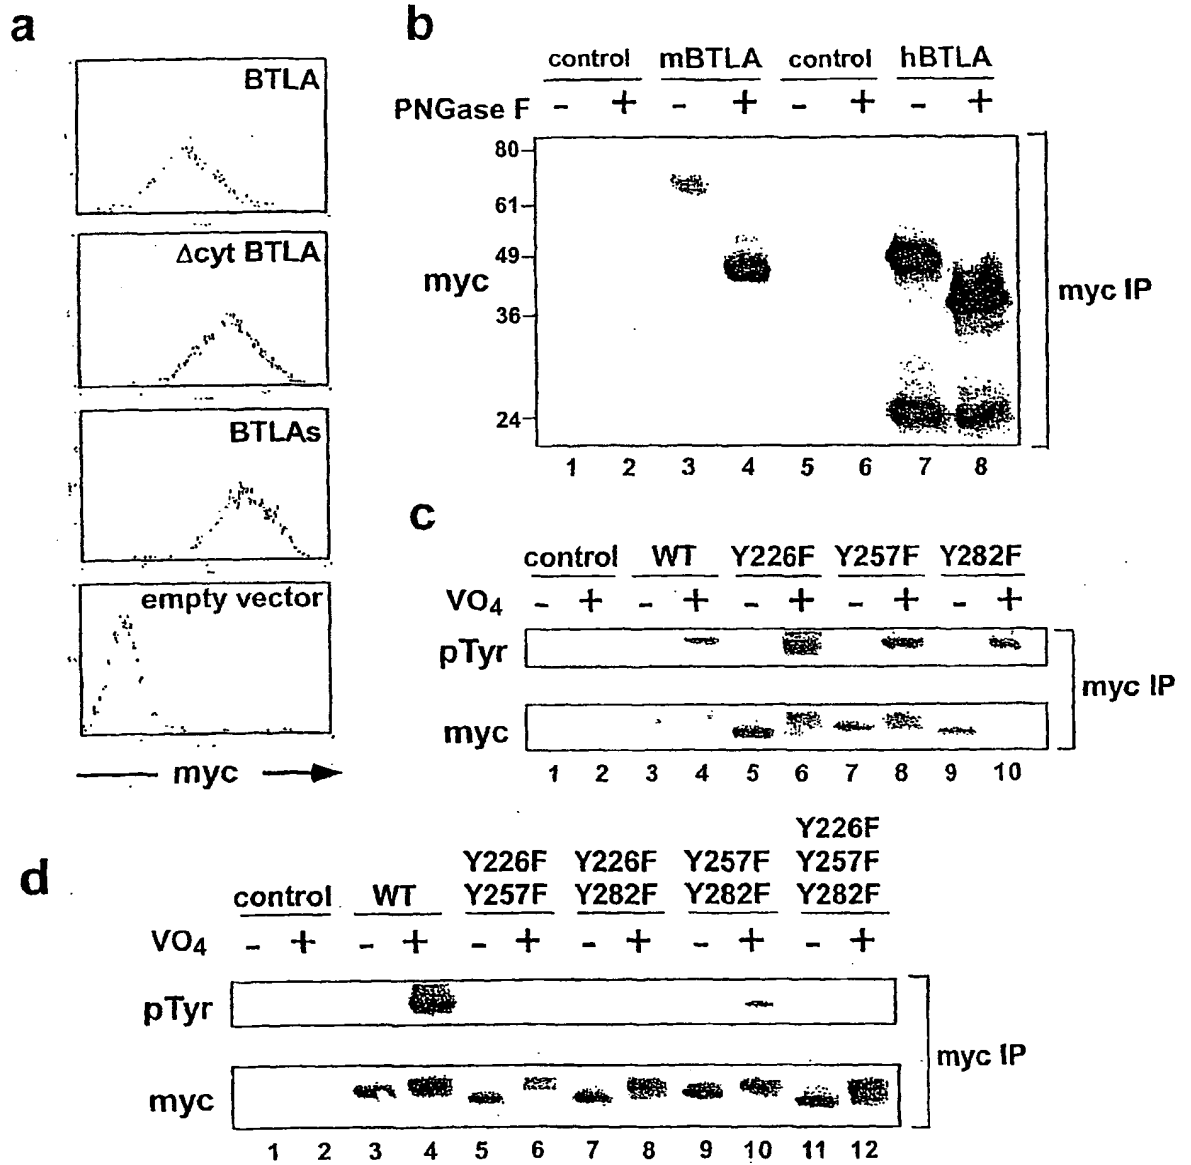 a
BTLA
Δcyt BTLA
BTLAs
empty vector
myc
b
control mBTLA control hBTLA
PNGase F - + - + - + - +
80
61
49
36
24
myc
myc IP
1 2 3 4 5 6 7 8
c
control WT Y226F Y257F Y282F
VO4 - + - + - + - + - +
pTyr
myc
myc IP
1 2 3 4 5 6 7 8 9 10
d
Y226F
Y226F Y226F Y257F Y257F
control WT Y257F Y282F Y282F Y282F
VO4 - + - + - + - + - + - +
pTyr
myc
myc IP
1 2 3 4 5 6 7 8 9 10 11 12